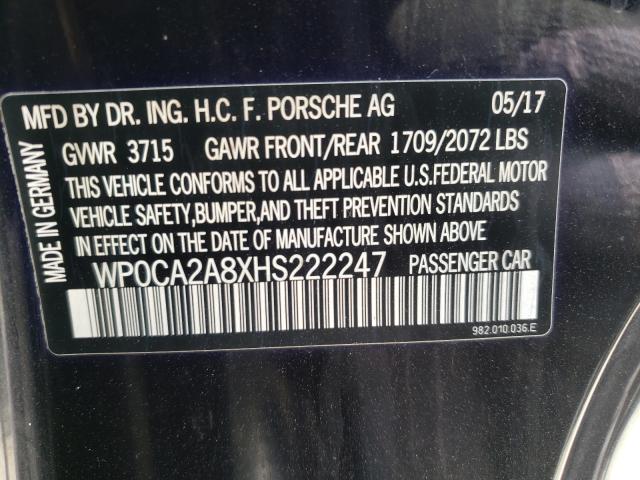 MFD BY DR. ING. H.C. F. PORSCHE AG 05/17
GVWR 3715 GAWR FRONT/REAR 1709/2072 LBS
THIS VEHICLE CONFORMS TO ALL APPLICABLE U.S.FEDERAL MOTOR
VEHICLE SAFETY,BUMPER,AND THEFT PREVENTION STANDARDS
IN EFFECT ON THE DATE OF MANUFACTURE SHOWN ABOVE
WP0CA2A8XHS222247 PASSENGER CAR
982.010.036.E
MADE IN GERMANY